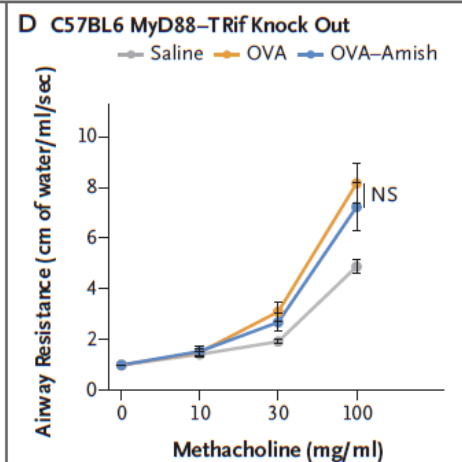 D C57BL6 MyD88–TRif Knock Out
Saline OVA OVA–Amish
Airway Resistance (cm of water/ml/sec)
10
8
6
4
2
0
NS
0 10 30 100
Methacholine (mg/ml)